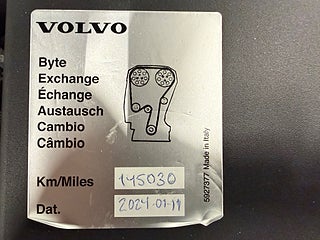 VOLVO
Byte
Exchange
Échange
Austausch
Cambio
Câmbio
Km/Miles 145030
Dat. 2024-01-19
5927377 Made in Italy